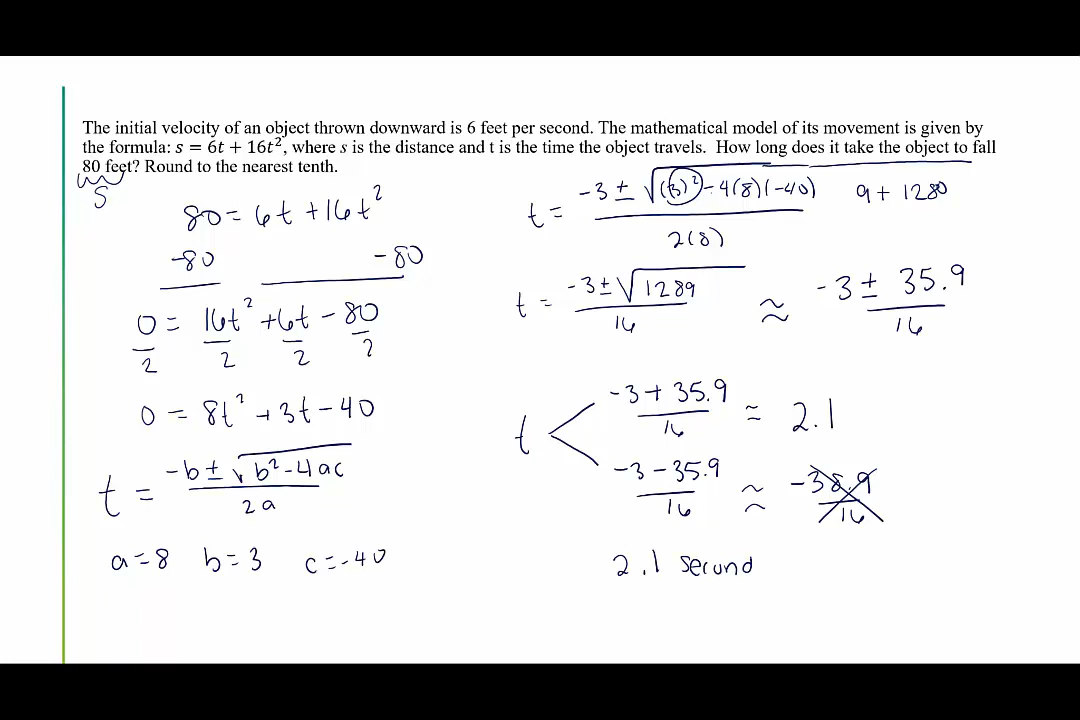 The initial velocity of an object thrown downward is 6 feet per second. The mathematical model of its movement is given by
the formula: s = 6t + 16t², where s is the distance and t is the time the object travels. How long does it take the object to fall
80 feet? Round to the nearest tenth.
S
80 = 6t + 16t²
-80 -80
0 = 16t² + 6t - 80
2 2 2 2
0 = 8t² + 3t - 40
t = (-b ± √(b² - 4ac)) / 2a
a = 8 b = 3 c = -40
t = (-3 ± √((3)² - 4(8)(-40))) / 2(8) 9 + 1280
t = (-3 ± √1289) / 16 ≈ (-3 ± 35.9) / 16
t < (-3 + 35.9) / 16 ≈ 2.1
(-3 - 35.9) / 16 ≈ -38.9 / 16
2.1 second